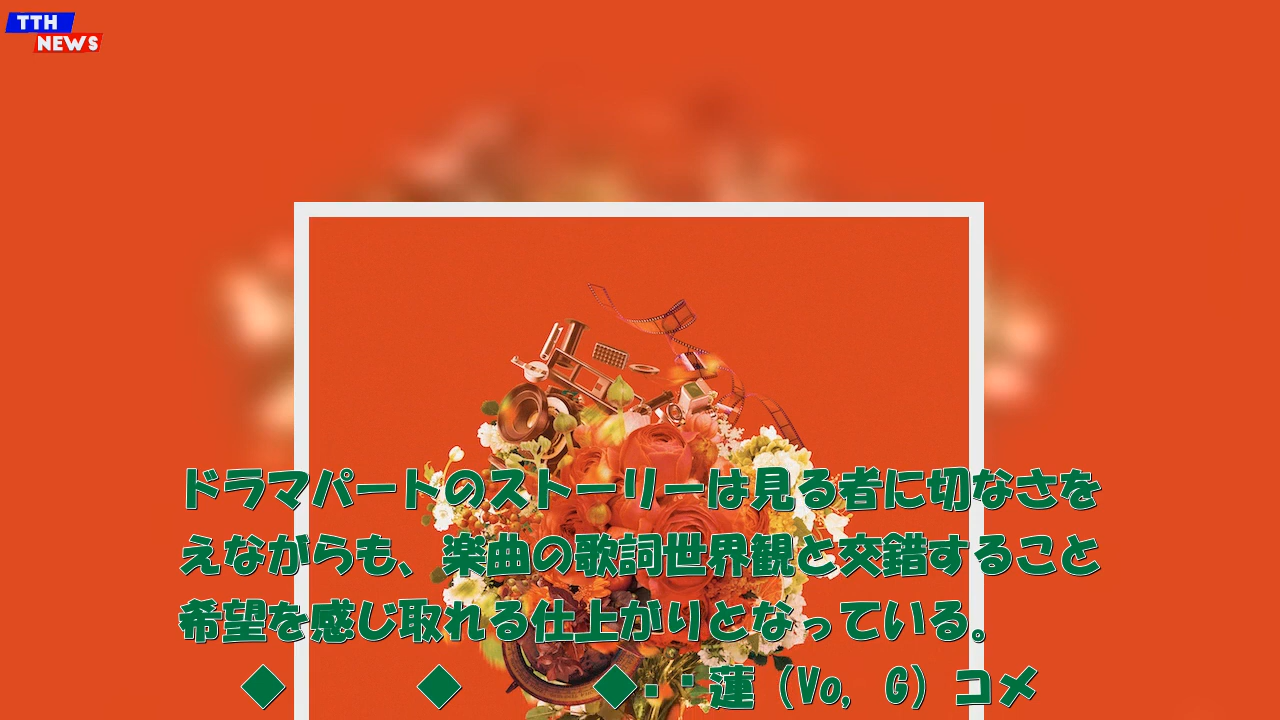 TTH
NEWS
ドラマパートのストーリーは見る者に切なさを
えながらも、楽曲の歌詞世界観と交錯すること
希望を感じ取れる仕上がりとなっている。
◆ ◆ ◆■■蓮（Vo, G）コメ